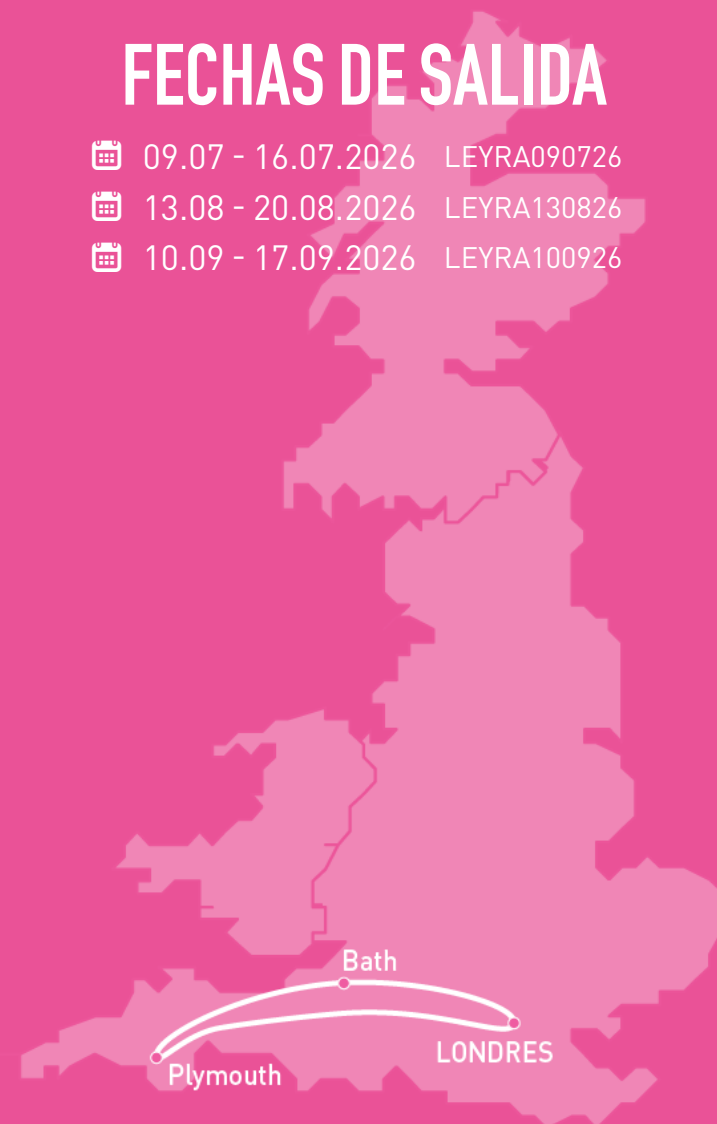 FECHAS DE SALIDA
09.07 - 16.07.2026 LEYRA090726
13.08 - 20.08.2026 LEYRA130826
10.09 - 17.09.2026 LEYRA100926
Bath
LONDRES
Plymouth